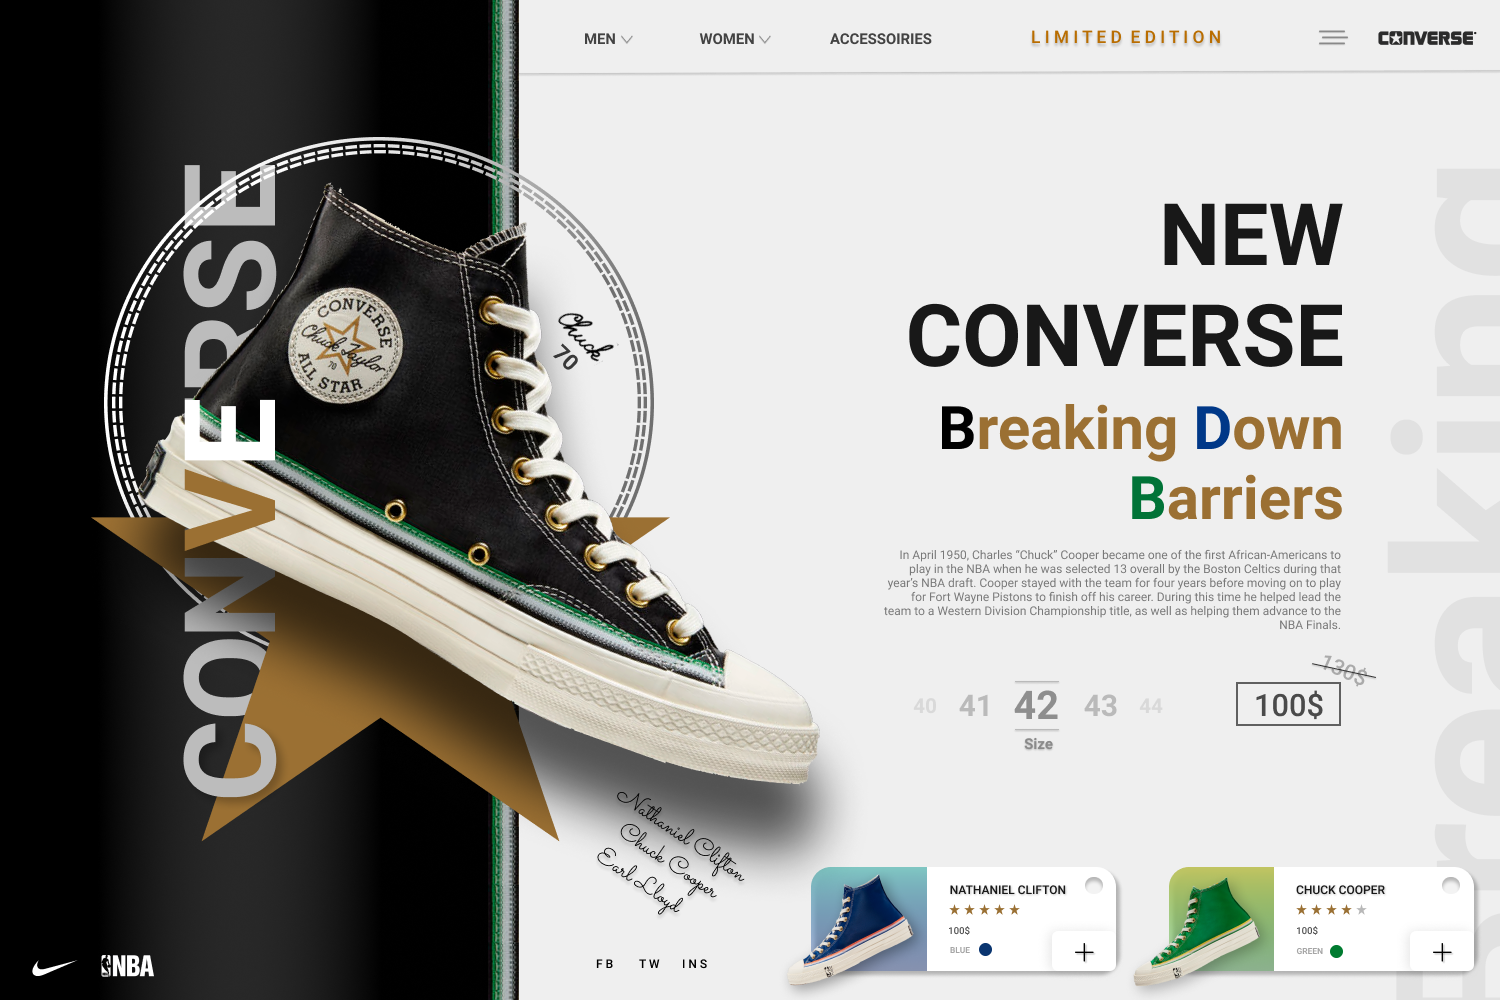 MEN
WOMEN
ACCESSOIRIES
LIMITED EDITION
CONVERSE
CONVERSE
CONVERSE
Chuck Taylor
70
ALL STAR
Chuck
70
NEW
CONVERSE
Breaking Down
Barriers
In April 1950, Charles “Chuck” Cooper became one of the first African-Americans to
play in the NBA when he was selected 13 overall by the Boston Celtics during that
year’s NBA draft. Cooper stayed with the team for four years before moving on to play
for Fort Wayne Pistons to finish off his career. During this time he helped lead the
team to a Western Division Championship title, as well as helping them advance to the
NBA Finals.
130$
40 41 42 43 44
100$
Size
Breaking
Nathaniel Clifton
Chuck Cooper
Earl Lloyd
NATHANIEL CLIFTON
100$
BLUE
CHUCK COOPER
100$
GREEN
NBA
FB TW INS